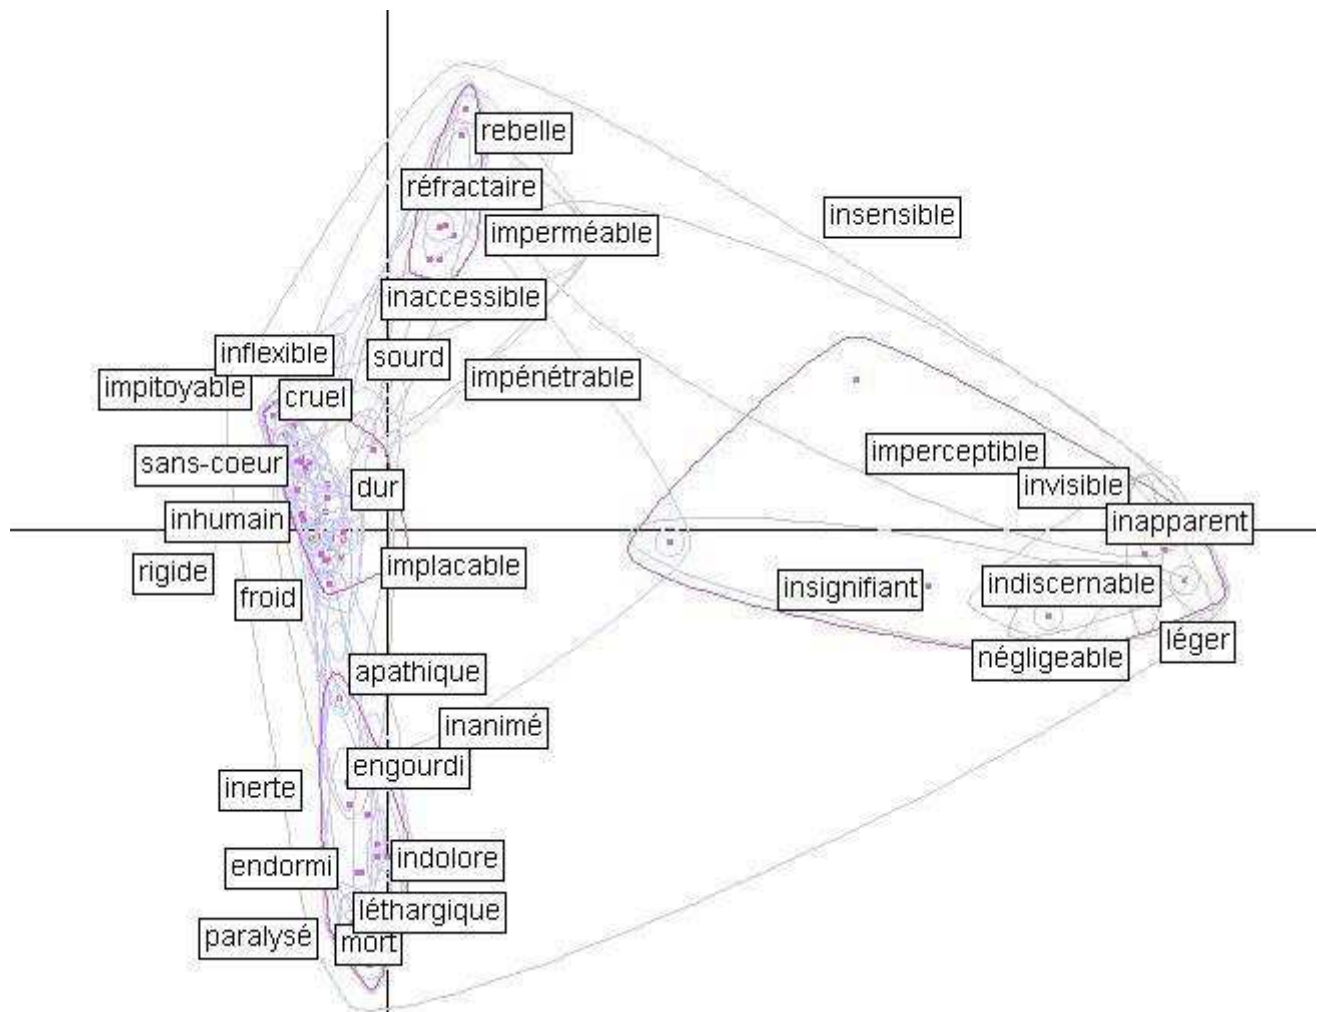 rebelle
réfractaire
insensible
imperméable
inaccessible
inflexible
sourd
impénétrable
impitoyable
cruel
imperceptible
sans-coeur
dur
invisible
inhumain
inapparent
rigide
implacable
froid
insignifiant
indiscernable
léger
négligeable
apathique
inanimé
engourdi
inerte
endormi
indolore
léthargique
paralysé
mort